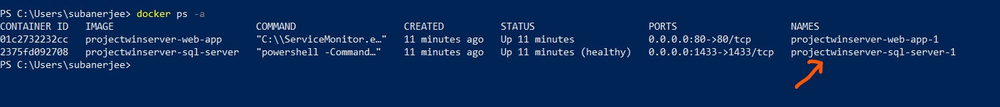 PS C:\Users\subanerjee> docker ps -a
CONTAINER ID   IMAGE                         COMMAND                  CREATED          STATUS                    PORTS                    NAMES
01c2732232cc   projectwinserver-web-app      "C:\\ServiceMonitor.e…"   11 minutes ago   Up 11 minutes             0.0.0.0:80->80/tcp       projectwinserver-web-app-1
2375fd092708   projectwinserver-sql-server   "powershell -Command…"   11 minutes ago   Up 11 minutes (healthy)   0.0.0.0:1433->1433/tcp   projectwinserver-sql-server-1
PS C:\Users\subanerjee>